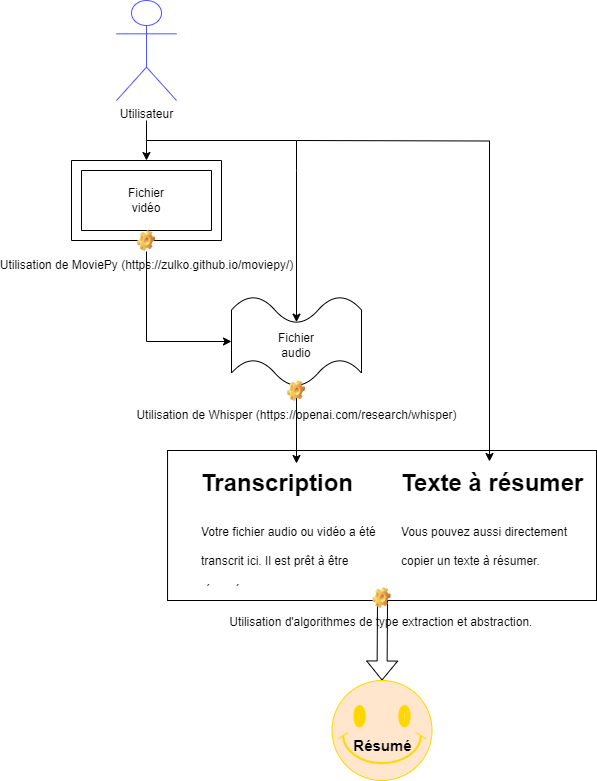 Utilisateur
Fichier
vidéo
Utilisation de MoviePy (https://zulko.github.io/moviepy/)
Fichier
audio
Utilisation de Whisper (https://openai.com/research/whisper)
Transcription
Texte à résumer
Votre fichier audio ou vidéo a été
transcrit ici. Il est prêt à être
Vous pouvez aussi directement
copier un texte à résumer.
Utilisation d'algorithmes de type extraction et abstraction.
Résumé